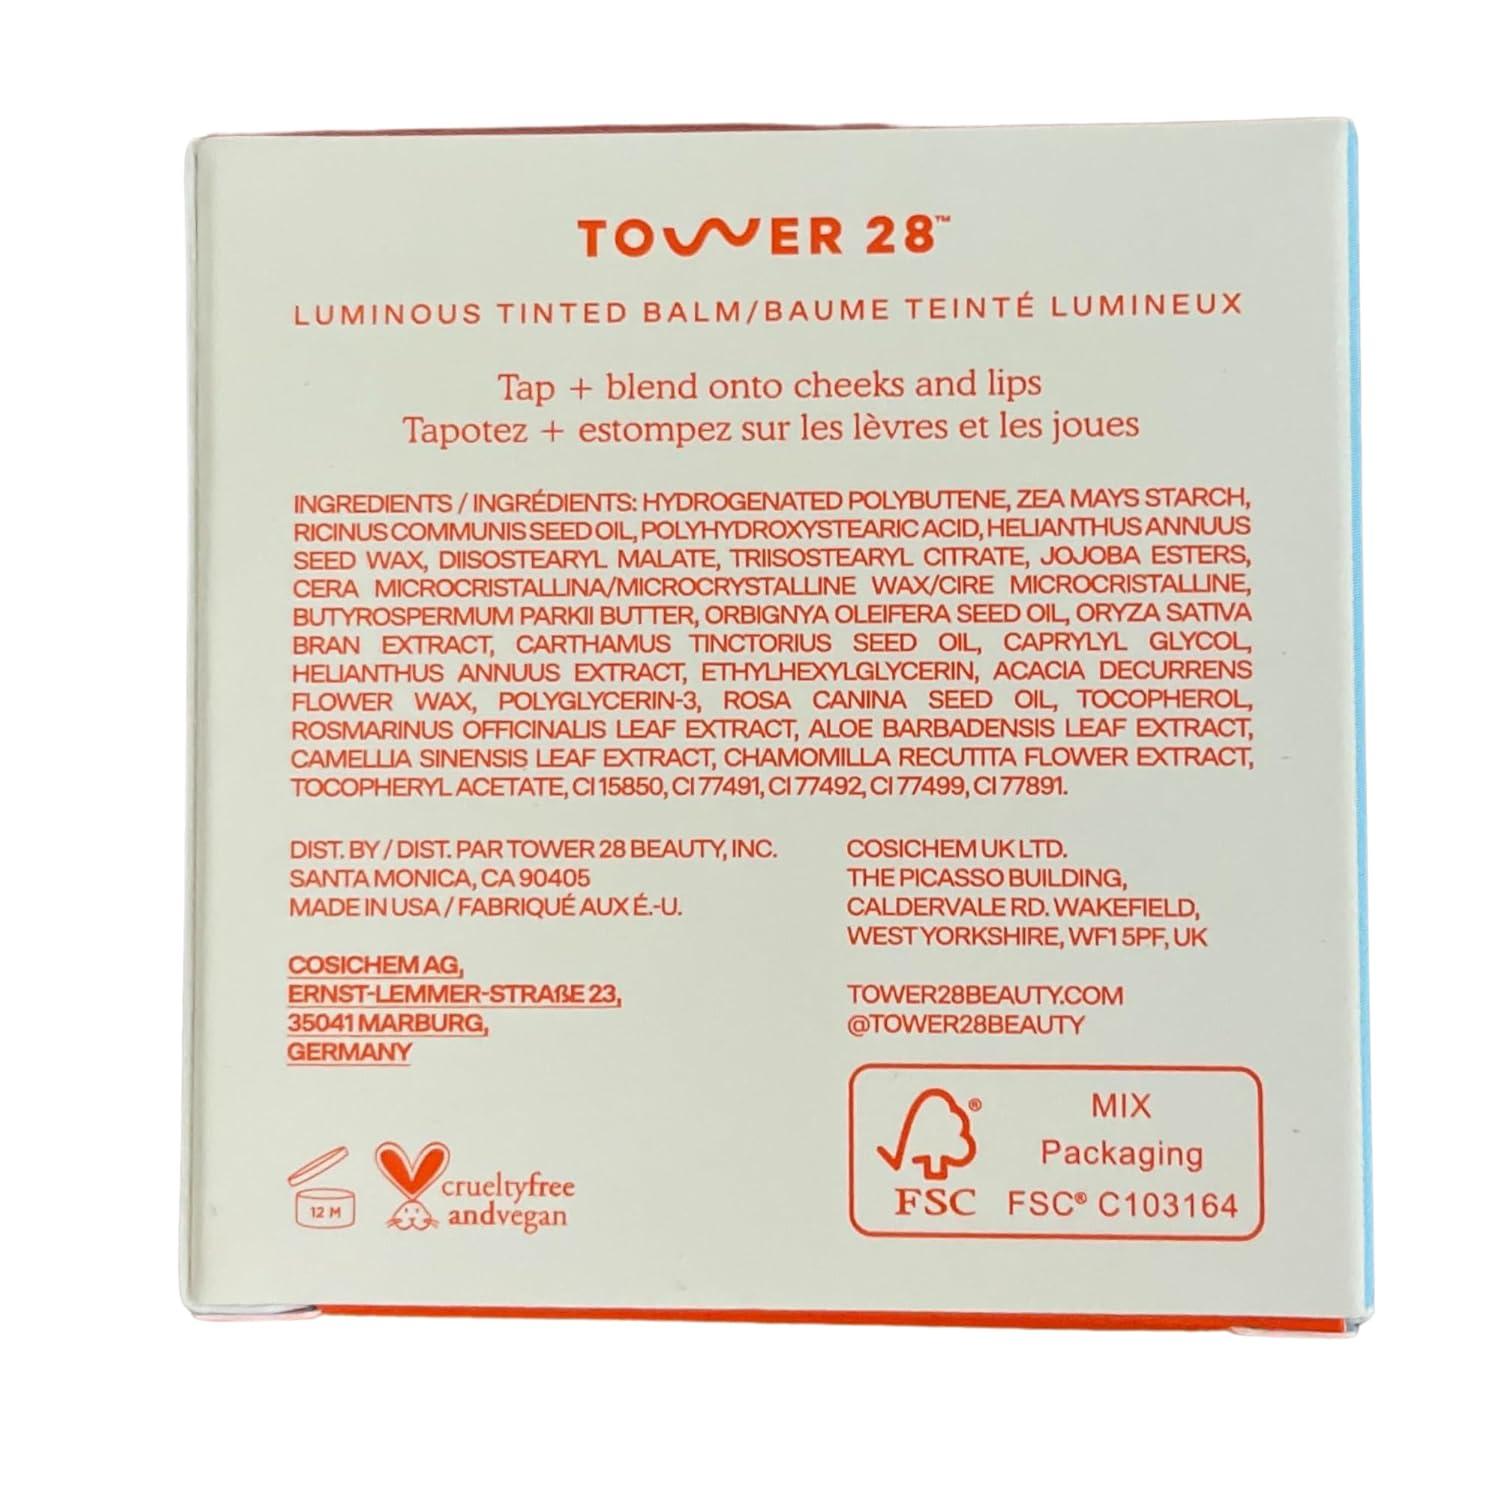 TOWER 28™
LUMINOUS TINTED BALM/BAUME TEINTÉ LUMINEUX
Tap + blend onto cheeks and lips
Tapotez + estompez sur les lèvres et les joues
INGREDIENTS / INGRÉDIENTS: HYDROGENATED POLYBUTENE, ZEA MAYS STARCH,
RICINUS COMMUNIS SEED OIL, POLYHYDROXYSTEARIC ACID, HELIANTHUS ANNUUS
SEED WAX, DIISOSTEARYL MALATE, TRIISOSTEARYL CITRATE, JOJOBA ESTERS,
CERA MICROCRISTALLINA/MICROCRYSTALLINE WAX/CIRE MICROCRISTALLINE,
BUTYROSPERMUM PARKII BUTTER, ORBIGNYA OLEIFERA SEED OIL, ORYZA SATIVA
BRAN EXTRACT, CARTHAMUS TINCTORIUS SEED OIL, CAPRYLYL GLYCOL,
HELIANTHUS ANNUUS EXTRACT, ETHYLHEXYLGLYCERIN, ACACIA DECURRENS
FLOWER WAX, POLYGLYCERIN-3, ROSA CANINA SEED OIL, TOCOPHEROL,
ROSMARINUS OFFICINALIS LEAF EXTRACT, ALOE BARBADENSIS LEAF EXTRACT,
CAMELLIA SINENSIS LEAF EXTRACT, CHAMOMILLA RECUTITA FLOWER EXTRACT,
TOCOPHERYL ACETATE, CI 15850, CI 77491, CI 77492, CI 77499, CI 77891.
DIST. BY / DIST. PAR TOWER 28 BEAUTY, INC.
SANTA MONICA, CA 90405
MADE IN USA / FABRIQUÉ AUX É.-U.
COSICHEM AG,
ERNST-LEMMER-STRAßE 23,
35041 MARBURG,
GERMANY
COSICHEM UK LTD.
THE PICASSO BUILDING,
CALDERVALE RD. WAKEFIELD,
WEST YORKSHIRE, WF1 5PF, UK
TOWER28BEAUTY.COM
@TOWER28BEAUTY
12 M
crueltyfree
andvegan
®
FSC
MIX
Packaging
FSC® C103164